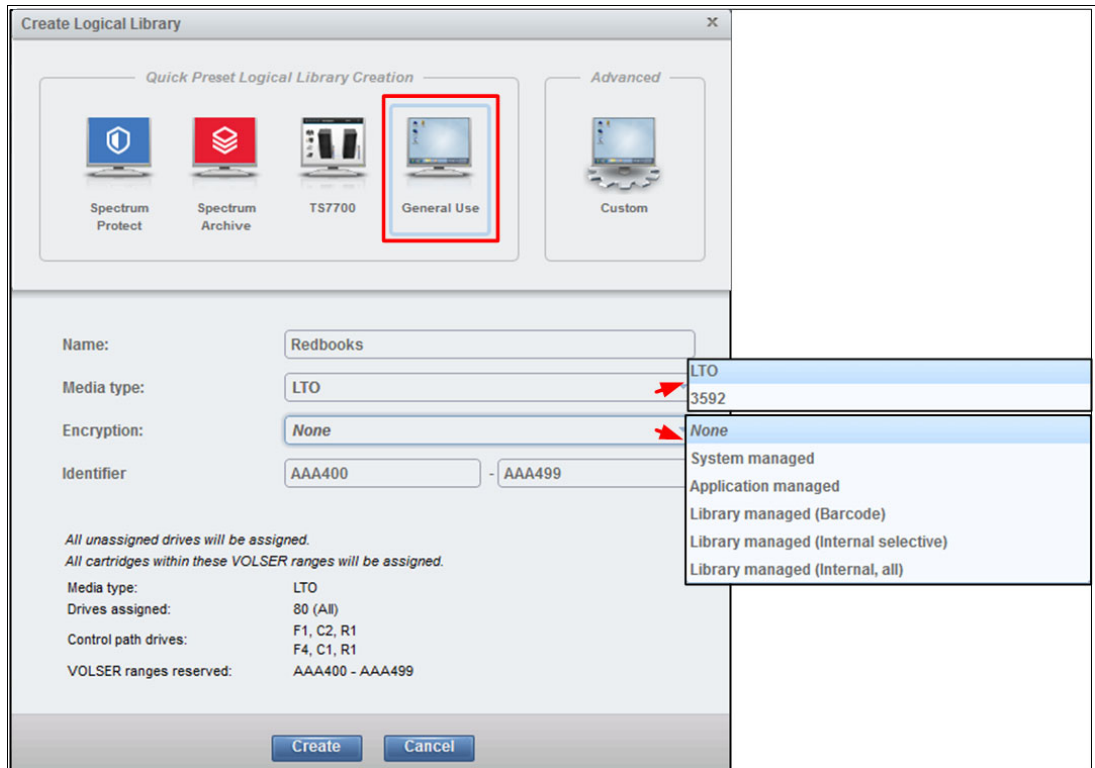 Create Logical Library x
Quick Preset Logical Library Creation
Advanced
Spectrum
Protect
Spectrum
Archive
TS7700
General Use
Custom
Name: Redbooks
Media type: LTO
LTO
3592
Encryption: None
None
System managed
Application managed
Library managed (Barcode)
Library managed (Internal selective)
Library managed (Internal, all)
Identifier AAA400 - AAA499
All unassigned drives will be assigned.
All cartridges within these VOLSER ranges will be assigned.
Media type: LTO
Drives assigned: 80 (All)
Control path drives: F1, C2, R1
F4, C1, R1
VOLSER ranges reserved: AAA400 - AAA499
Create Cancel